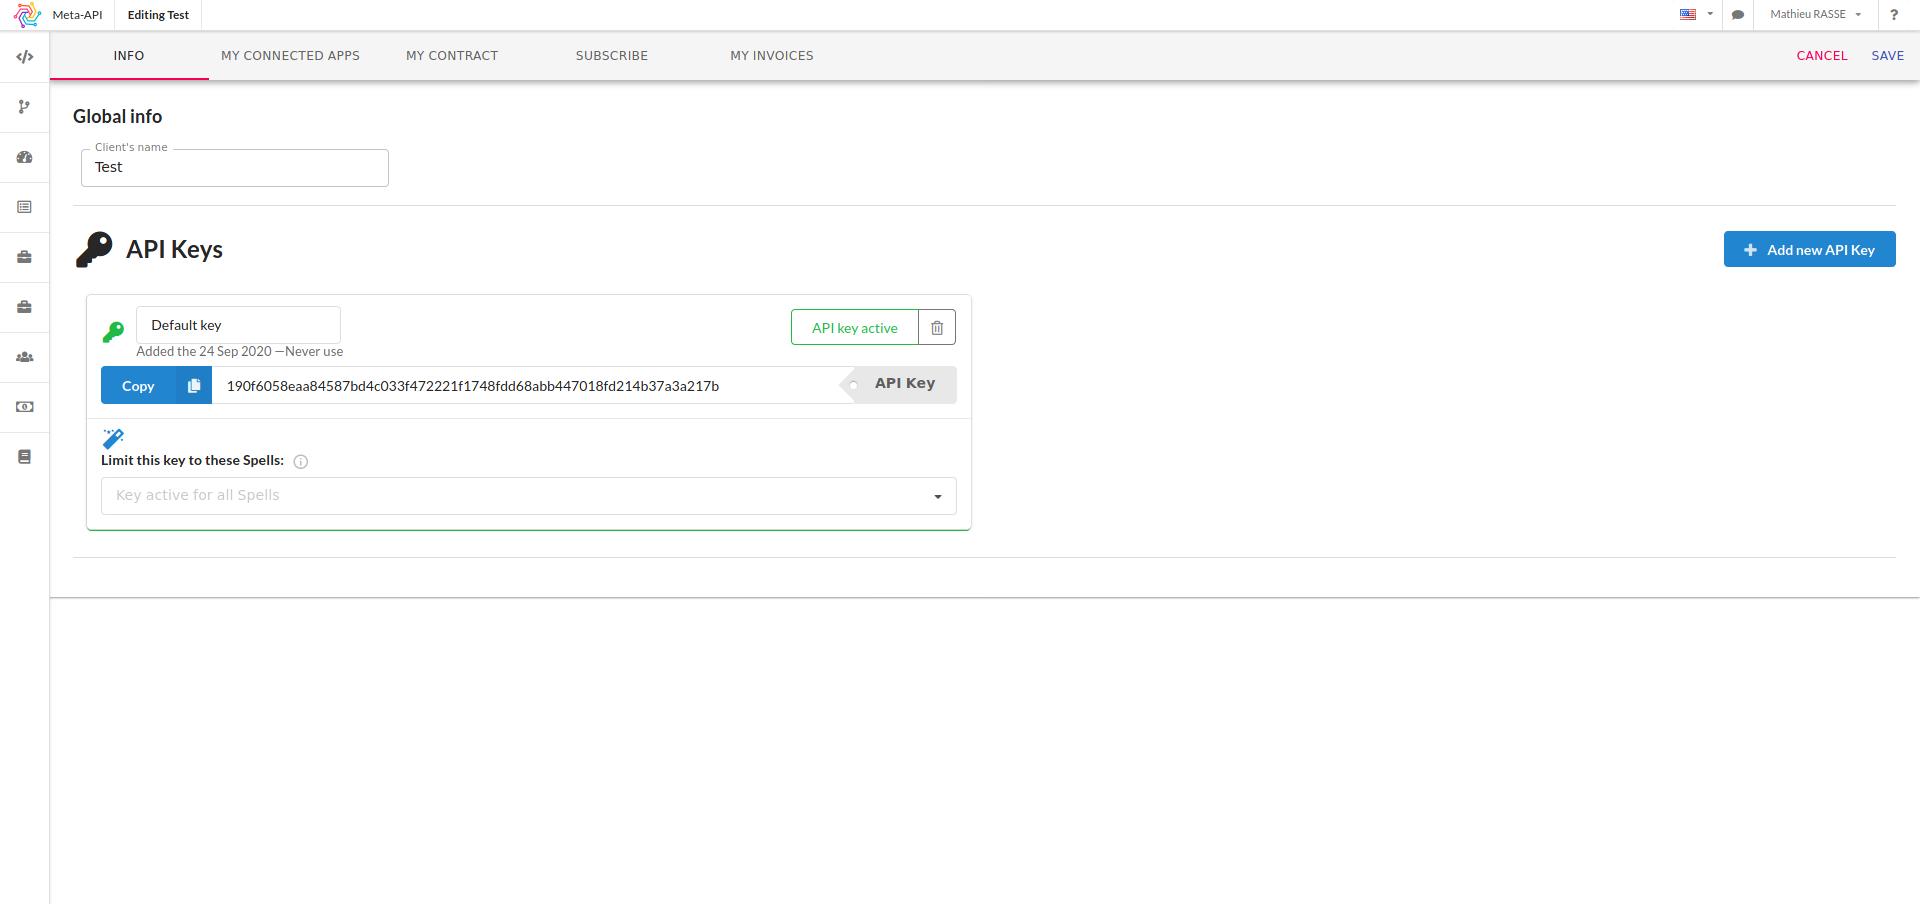 Meta-API Editing Test Mathieu RASSE ?
INFO MY CONNECTED APPS MY CONTRACT SUBSCRIBE MY INVOICES CANCEL SAVE
Global info
Client's name
Test
API Keys Add new API Key
Default key API key active
Added the 24 Sep 2020 —Never use
Copy 190f6058eaa84587bd4c033f472221f1748fdd68abb447018fd214b37a3a217b API Key
Limit this key to these Spells:
Key active for all Spells